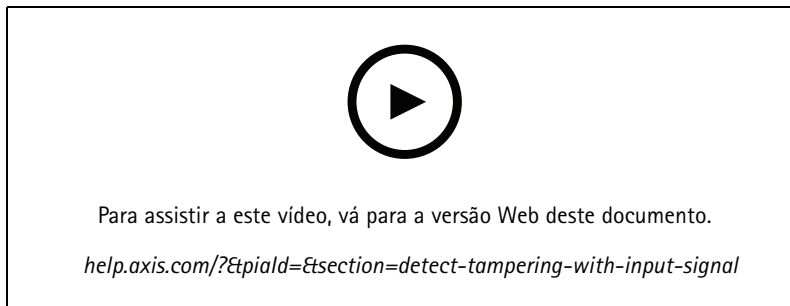 Para assistir a este vídeo, vá para a versão Web deste documento.
help.axis.com/?&piaId=&section=detect-tampering-with-input-signal